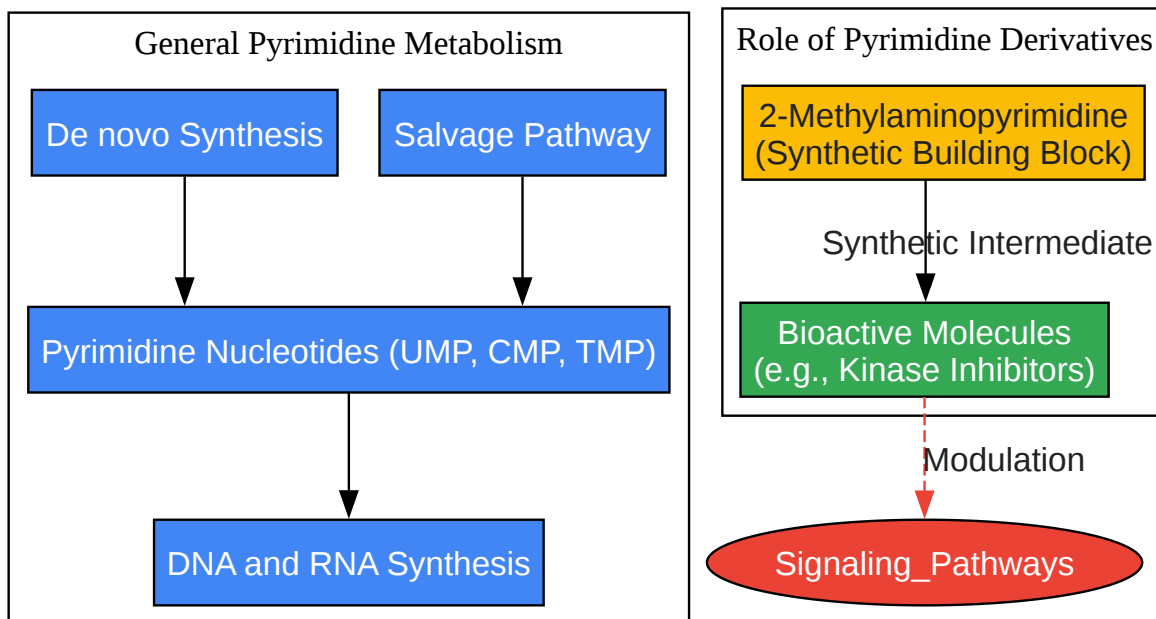 General Pyrimidine Metabolism
De novo Synthesis
Salvage Pathway
Pyrimidine Nucleotides (UMP, CMP, TMP)
DNA and RNA Synthesis
Role of Pyrimidine Derivatives
2-Methylaminopyrimidine
(Synthetic Building Block)
Synthetic Intermediate
Bioactive Molecules
(e.g., Kinase Inhibitors)
Modulation
Signaling_Pathways